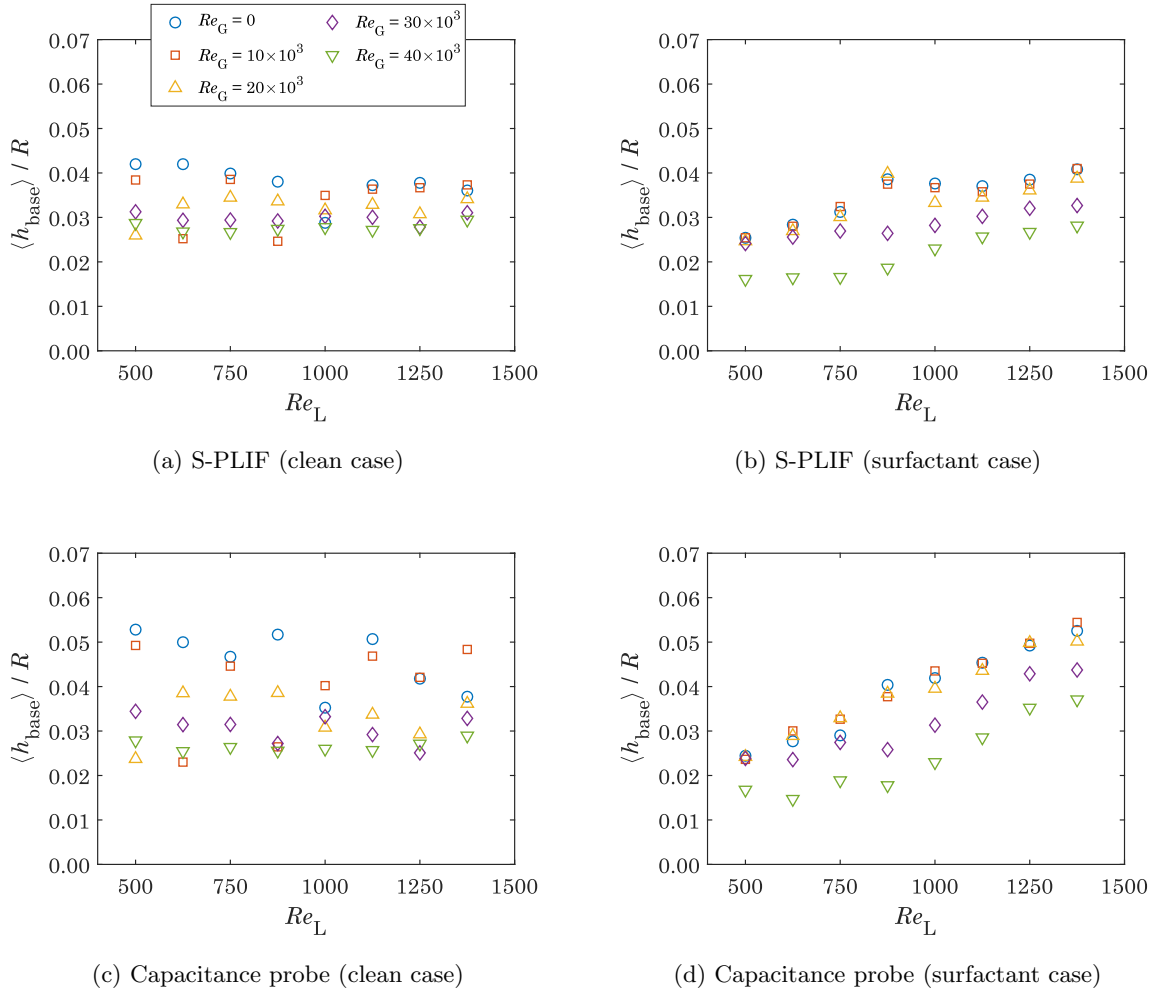 Re_G = 0
Re_G = 10×10^3
Re_G = 20×10^3
Re_G = 30×10^3
Re_G = 40×10^3
0.07
0.06
0.05
0.04
0.03
0.02
0.01
0.00
⟨h_base⟩ / R
500 750 1000 1250 1500
Re_L
(a) S-PLIF (clean case)
0.07
0.06
0.05
0.04
0.03
0.02
0.01
0.00
⟨h_base⟩ / R
500 750 1000 1250 1500
Re_L
(b) S-PLIF (surfactant case)
0.07
0.06
0.05
0.04
0.03
0.02
0.01
0.00
⟨h_base⟩ / R
500 750 1000 1250 1500
Re_L
(c) Capacitance probe (clean case)
0.07
0.06
0.05
0.04
0.03
0.02
0.01
0.00
⟨h_base⟩ / R
500 750 1000 1250 1500
Re_L
(d) Capacitance probe (surfactant case)